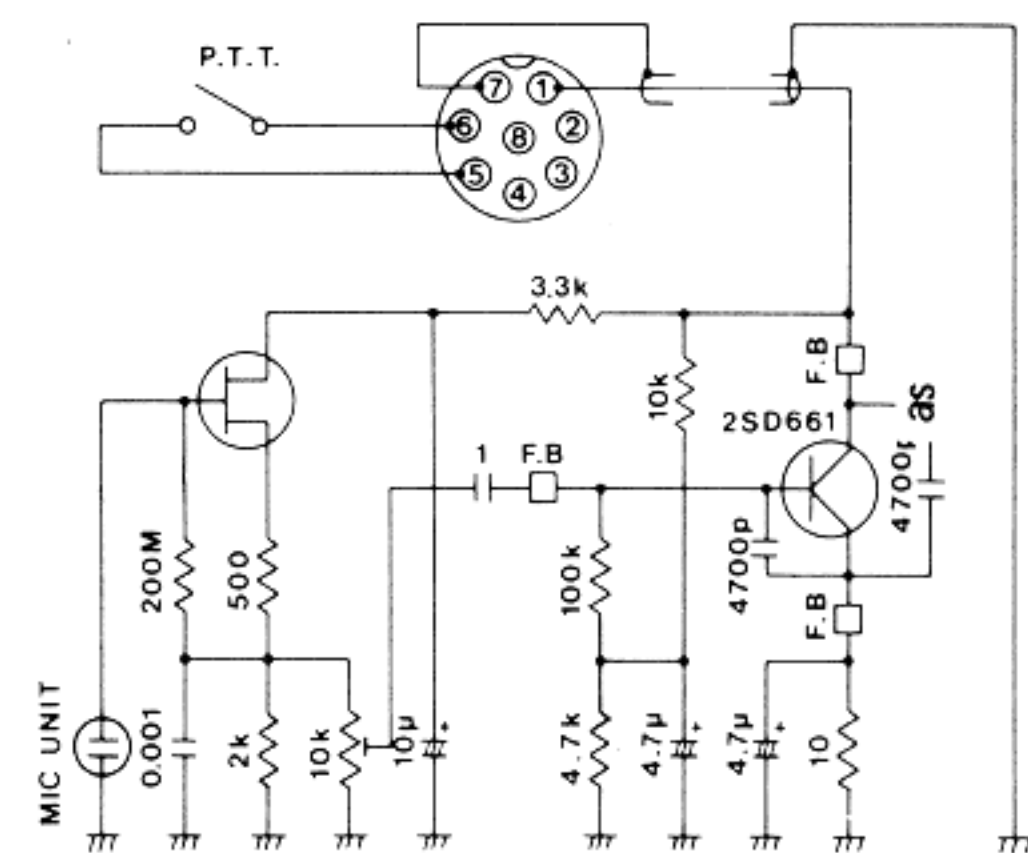 P.T.T.
7
1
6
8
2
5
3
4
3.3k
F.B
10k
as
2SD661
1
F.B
4700p
200M
500
100k
4700p
F.B
MIC UNIT
0.001
2k
10k
10μ
+
4.7k
4.7μ
+
4.7μ
+
10